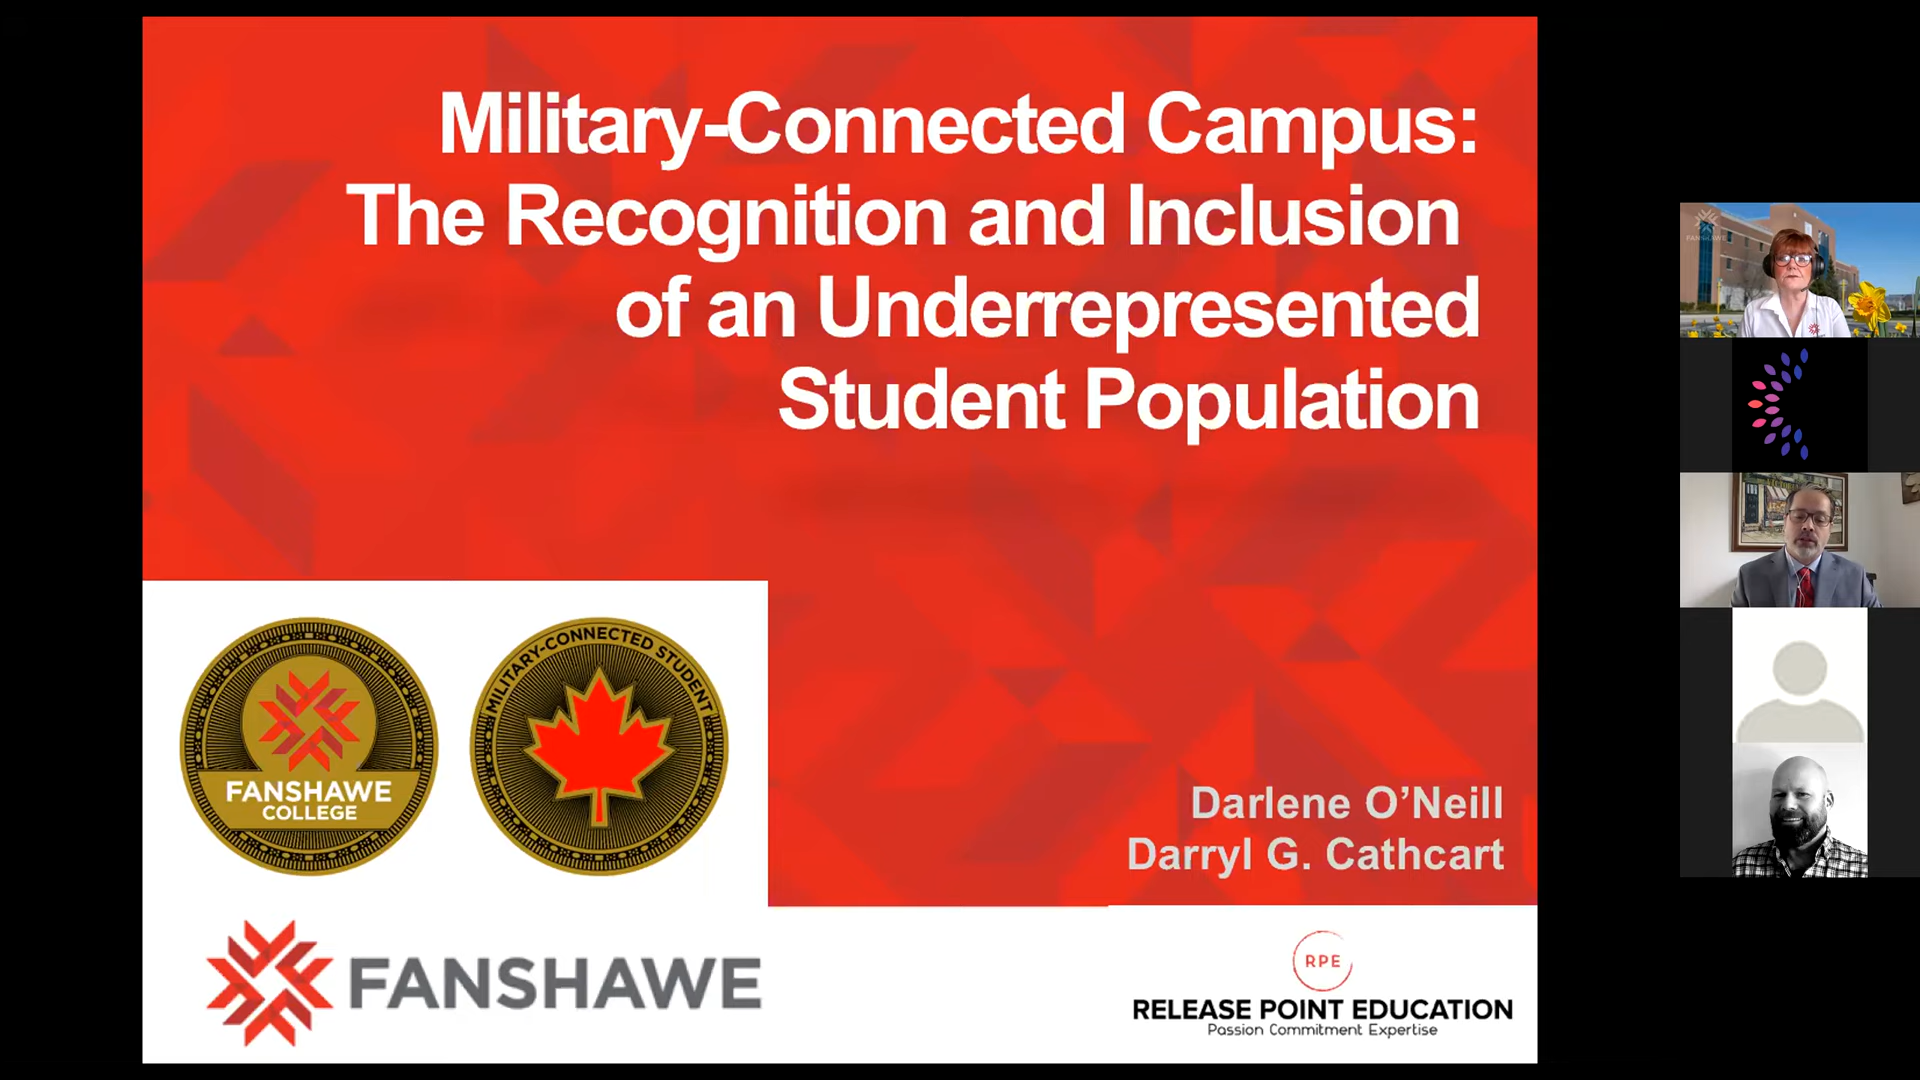 Military-Connected Campus:
The Recognition and Inclusion
of an Underrepresented
Student Population
FANSHAWE
COLLEGE
MILITARY-CONNECTED STUDENT
Darlene O’Neill
Darryl G. Cathcart
FANSHAWE
RPE
RELEASE POINT EDUCATION
Passion Commitment Expertise
FANSHAWE